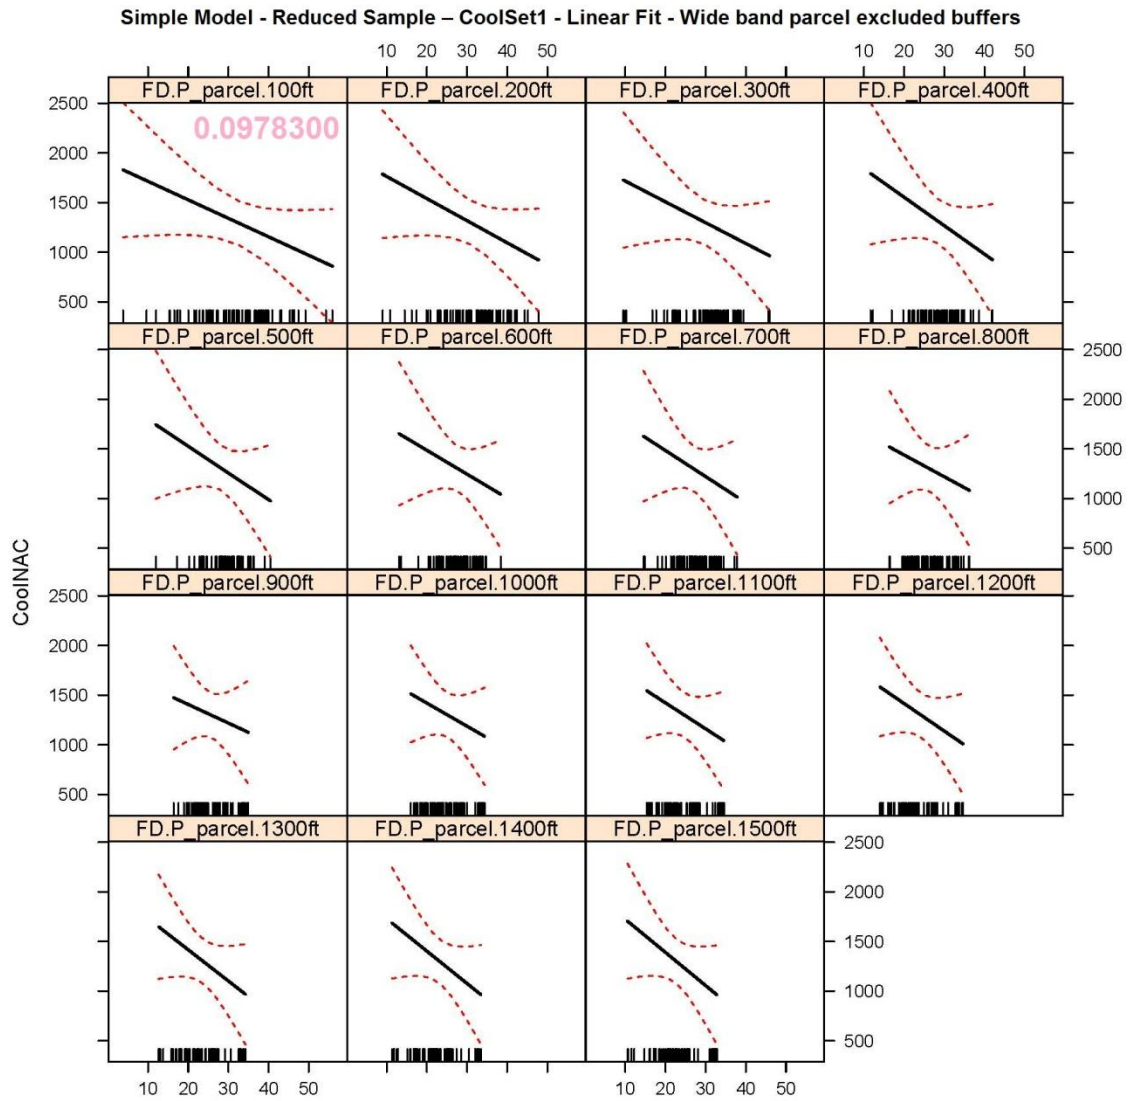 Simple Model - Reduced Sample – CoolSet1 - Linear Fit - Wide band parcel excluded buffers
10 20 30 40 50 10 20 30 40 50
FD.P_parcel.100ft FD.P_parcel.200ft FD.P_parcel.300ft FD.P_parcel.400ft
0.0978300
2500
2000
1500
1000
500
FD.P_parcel.500ft FD.P_parcel.600ft FD.P_parcel.700ft FD.P_parcel.800ft
2500
2000
1500
1000
500
CoolNAC
FD.P_parcel.900ft FD.P_parcel.1000ft FD.P_parcel.1100ft FD.P_parcel.1200ft
2500
2000
1500
1000
500
FD.P_parcel.1300ft FD.P_parcel.1400ft FD.P_parcel.1500ft
2500
2000
1500
1000
500
10 20 30 40 50 10 20 30 40 50